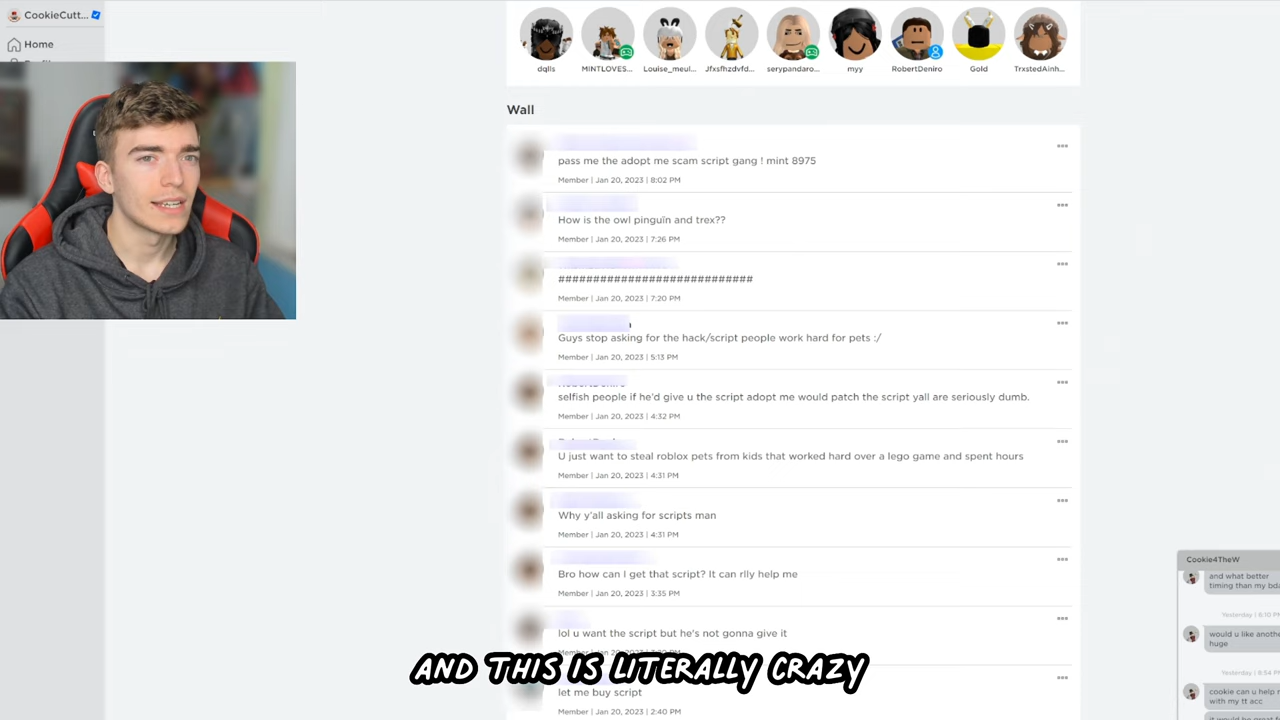 CookieCutt...
Home
dqlls
MINTLOVES...
Louise_meul...
Jfxsfhzdvfd...
serypandaro...
myy
RobertDeniro
Gold
TrxstedAinh...
Wall
pass me the adopt me scam script gang ! mint 8975
Member | Jan 20, 2023 | 8:02 PM
How is the owl pinguïn and trex??
Member | Jan 20, 2023 | 7:26 PM
############################
Member | Jan 20, 2023 | 7:20 PM
Guys stop asking for the hack/script people work hard for pets :/
Member | Jan 20, 2023 | 5:13 PM
selfish people if he'd give u the script adopt me would patch the script yall are seriously dumb.
Member | Jan 20, 2023 | 4:32 PM
U just want to steal roblox pets from kids that worked hard over a lego game and spent hours
Member | Jan 20, 2023 | 4:31 PM
Why y'all asking for scripts man
Member | Jan 20, 2023 | 4:31 PM
Bro how can I get that script? It can rlly help me
Member | Jan 20, 2023 | 3:35 PM
lol u want the script but he's not gonna give it
let me buy script
Member | Jan 20, 2023 | 2:40 PM
Cookie4TheW
and what better
timing than my bda
Yesterday | 6:10 PM
would u like anothe
huge
Yesterday | 6:54 PM
cookie can u help m
with my tt acc
AND THIS IS LITERALLY CRAZY